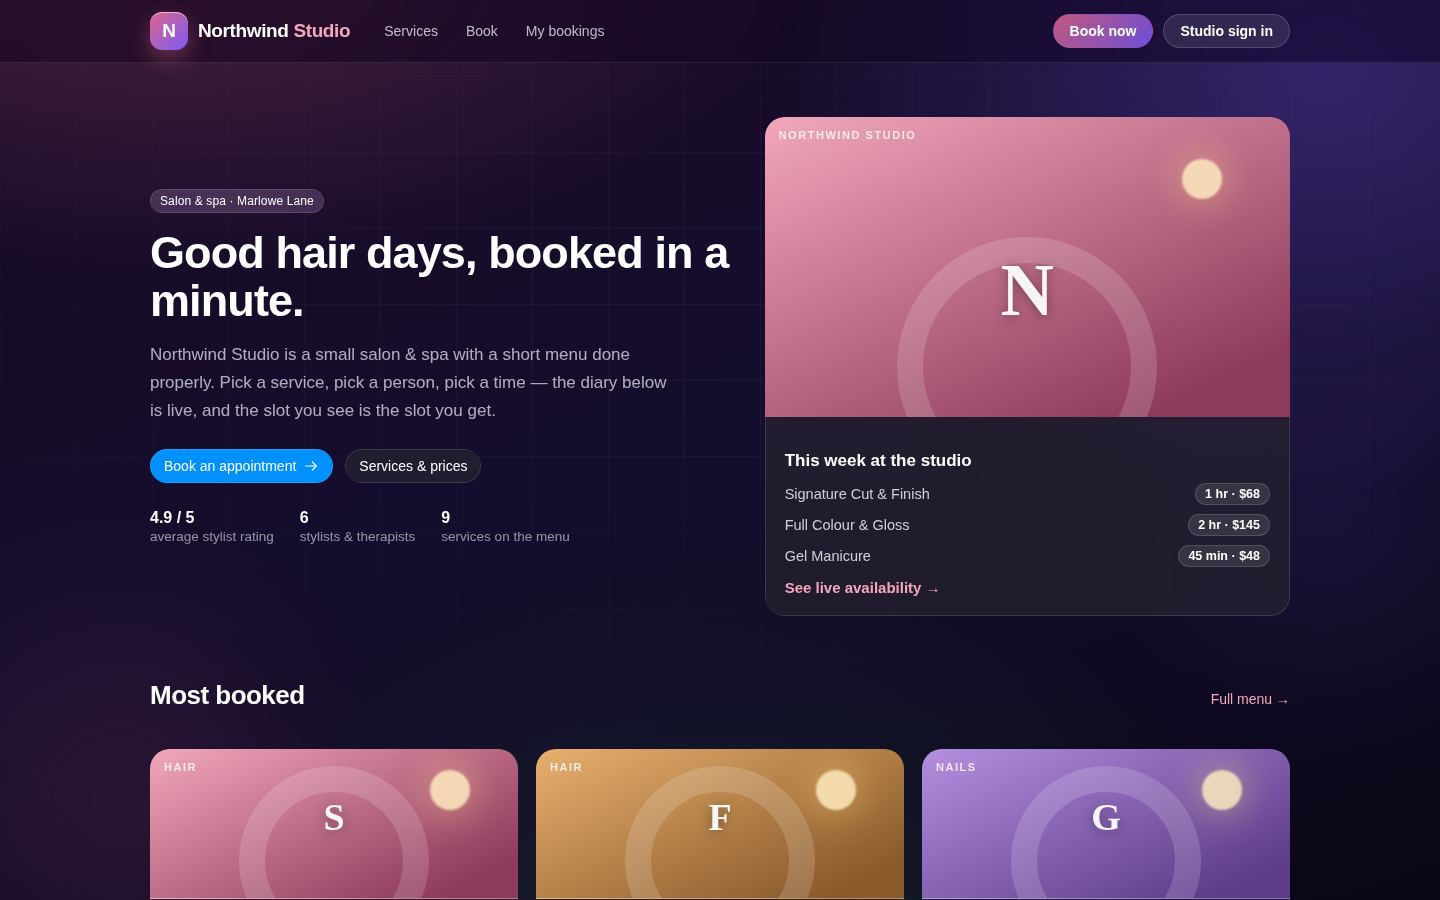 N Northwind Studio Services Book My bookings Book now Studio sign in
Salon & spa · Marlowe Lane
Good hair days, booked in a
minute.
Northwind Studio is a small salon & spa with a short menu done
properly. Pick a service, pick a person, pick a time — the diary below
is live, and the slot you see is the slot you get.
Book an appointment → Services & prices
4.9 / 5 6 9
average stylist rating stylists & therapists services on the menu
NORTHWIND STUDIO
N
This week at the studio
Signature Cut & Finish 1 hr · $68
Full Colour & Gloss 2 hr · $145
Gel Manicure 45 min · $48
See live availability →
Most booked Full menu →
HAIR HAIR NAILS
S F G